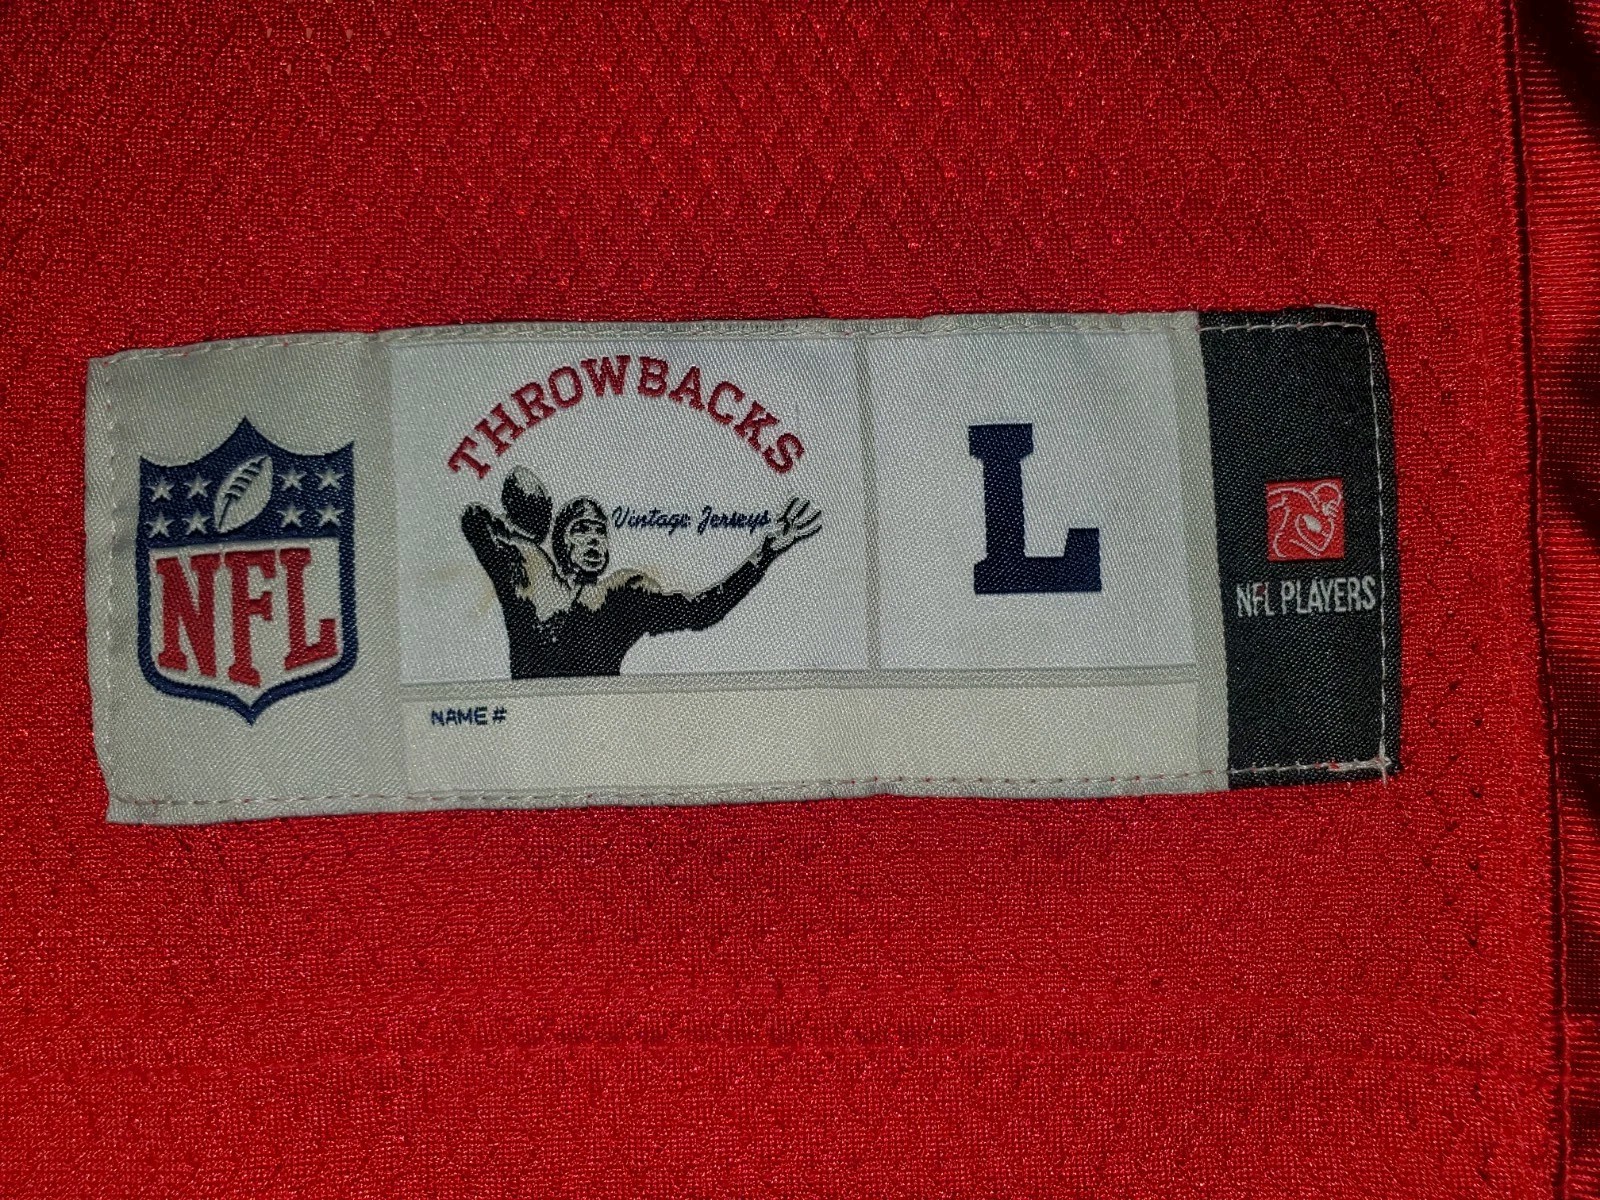 NFL
THROWBACKS
Vintage Jerseys
L
NFL PLAYERS
NAME #